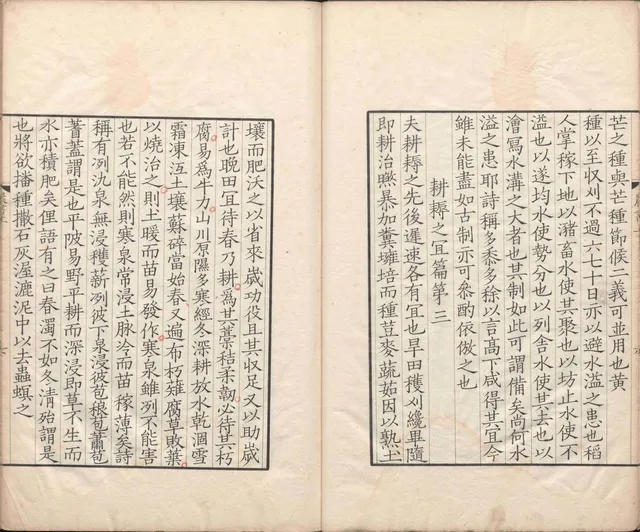 芒之種與芒種節候二義可並用也黃
種以至收刈不過六七十日亦以避水溢之患也稻
人掌稼下地以豬畜水使其聚也以坊止水使不
溢也以遂均水使勢分也以列舍水使其去也以
澮寫水溝之大者也其制如此可謂備矣尚何水
溢之患耶詩稱多黍多稌以言高下咸得其宜今
雖未能盡如古制亦可叅酌依倣之也
耕耨之宜篇第三
夫耕耨之先後遲速各有宜也旱田穫刈纔畢隨
即耕治晒暴加糞壅培而種荳麥蔬茹因以熟土
壤而肥沃之以省來歲功役且其收足又以助歲
計也晚田宜待春乃耕爲其藁秸柔韌必待其朽
腐易爲牛力山川原隰多寒經冬深耕放水乾涸雪
霜凍沍土壤蘇碎當始春又遍布朽薙腐草敗葉
以燒治之則土暖而苗易發作寒泉雖冽不能害
也若不能然則寒泉常浸土脉冷而苗稼薄矣詩
稱有冽氿泉無浸穫薪冽彼下泉浸彼苞稂苞蕭苞
蓍蓋謂是也平陂易野平耕而深浸即草不生而
水亦積肥矣俚語有之曰春濁不如冬清殆謂是
也將欲播種撒石灰渥漉泥中以去蟲螟之